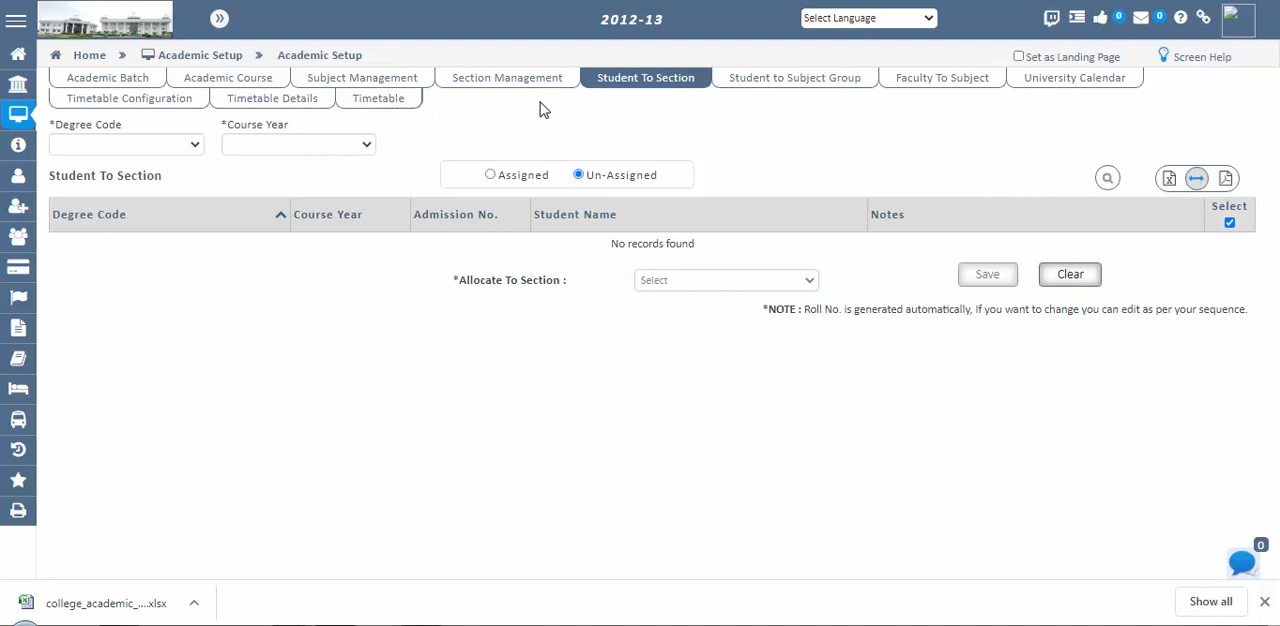 2012-13
Select Language
0
0
Home » Academic Setup » Academic Setup
Set as Landing Page
Screen Help
Academic Batch
Academic Course
Subject Management
Section Management
Student To Section
Student to Subject Group
Faculty To Subject
University Calendar
Timetable Configuration
Timetable Details
Timetable
*Degree Code
*Course Year
Student To Section
Assigned
Un-Assigned
Degree Code
Course Year
Admission No.
Student Name
Notes
Select
No records found
*Allocate To Section :
Select
Save
Clear
*NOTE : Roll No. is generated automatically, If you want to change you can edit as per your sequence.
0
college_academic_....xlsx
Show all